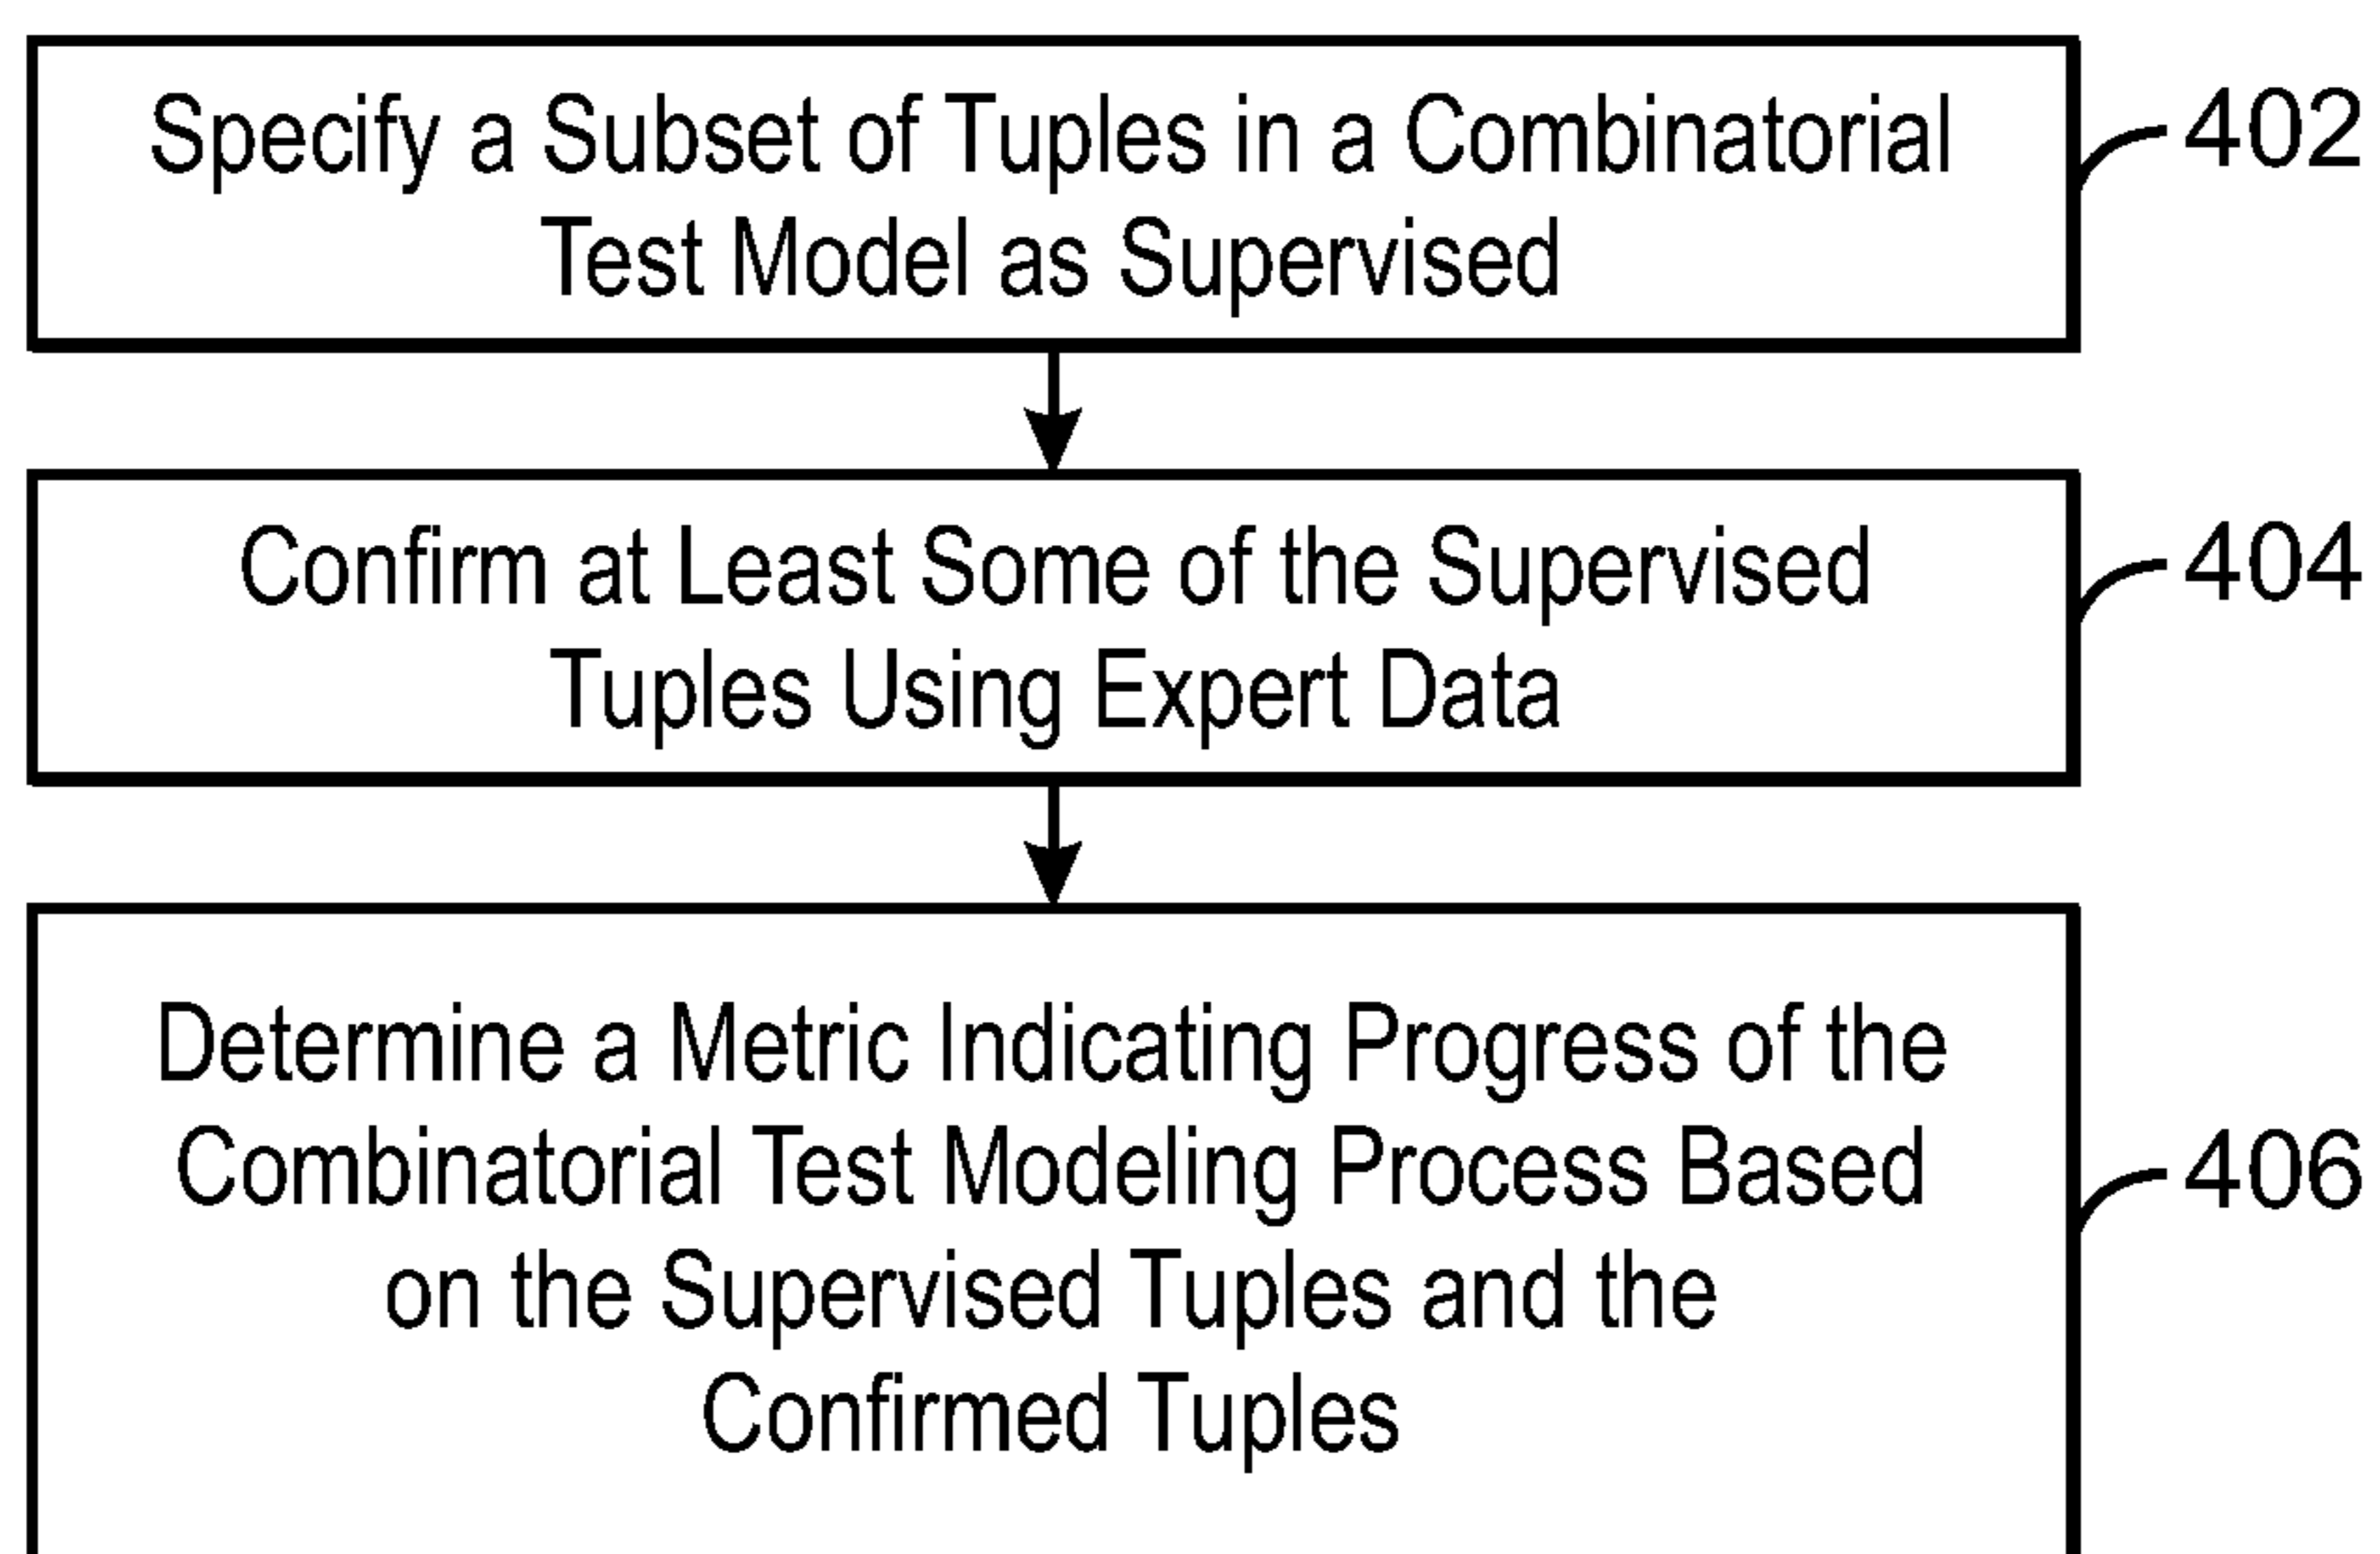 Specify a Subset of Tuples in a Combinatorial
Test Model as Supervised
402
Confirm at Least Some of the Supervised
Tuples Using Expert Data
404
Determine a Metric Indicating Progress of the
Combinatorial Test Modeling Process Based
on the Supervised Tuples and the
Confirmed Tuples
406